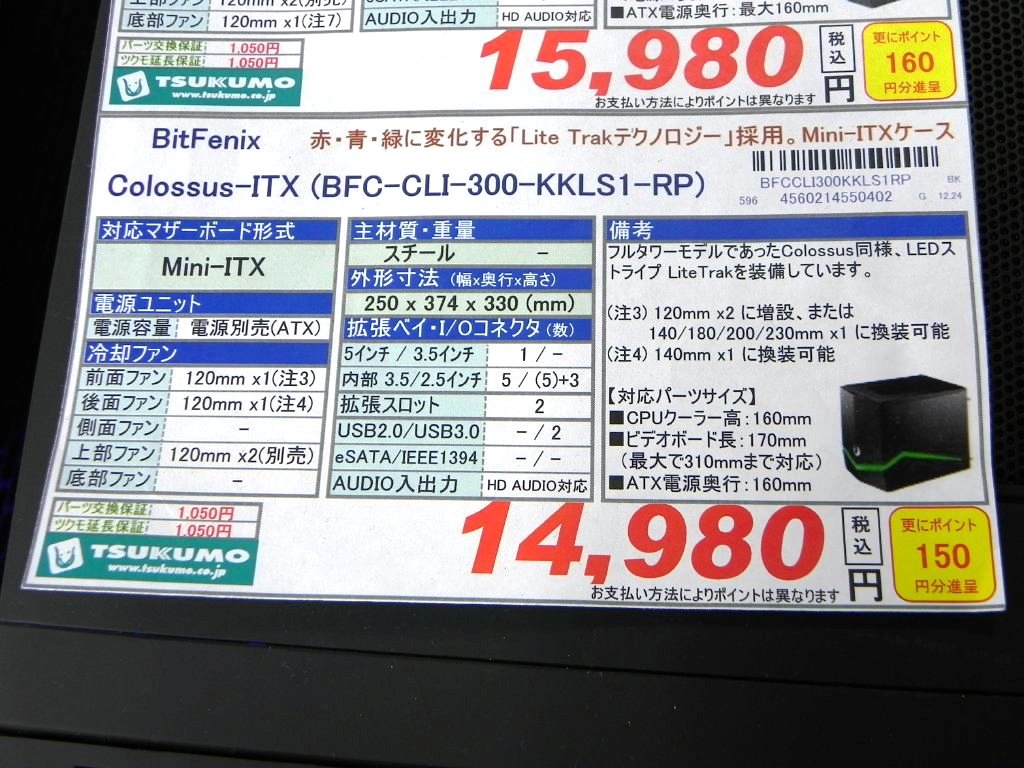 上部ファン 120mm x2(別売)
底部ファン 120mm x1(注7)
AUDIO入出力 HD AUDIO対応
■ATX電源奥行:最大160mm
パーツ交換保証: 1,050円
ツクモ延長保証: 1,050円
TSUKUMO
www.tsukumo.co.jp
15,980
税込
円
お支払い方法によりポイントは異なります
更にポイント
160
円分進呈
BitFenix
赤・青・緑に変化する「Lite Trakテクノロジー」採用。Mini-ITXケース
Colossus-ITX (BFC-CLI-300-KKLS1-RP)
BFCCLI300KKLS1RP BK
596 4560214550402 G 12.24
対応マザーボード形式
Mini-ITX
電源ユニット
電源容量 電源別売(ATX)
冷却ファン
前面ファン 120mm x1(注3)
後面ファン 120mm x1(注4)
側面ファン -
上部ファン 120mm x2(別売)
底部ファン -
主材質・重量
スチール -
外形寸法 (幅x奥行x高さ)
250 x 374 x 330 (mm)
拡張ベイ・I/Oコネクタ(数)
5インチ / 3.5インチ 1 / -
内部 3.5/2.5インチ 5 / (5)+3
拡張スロット 2
USB2.0/USB3.0 - / 2
eSATA/IEEE1394 - / -
AUDIO入出力 HD AUDIO対応
備考
フルタワーモデルであったColossus同様、LEDス
トライプ LiteTrakを装備しています。
(注3) 120mm x2 に増設、または
140/180/200/230mm x1 に換装可能
(注4) 140mm x1 に換装可能
【対応パーツサイズ】
■CPUクーラー高:160mm
■ビデオボード長:170mm
(最大で310mmまで対応)
■ATX電源奥行:160mm
パーツ交換保証: 1,050円
ツクモ延長保証: 1,050円
TSUKUMO
www.tsukumo.co.jp
14,980
税込
円
お支払い方法によりポイントは異なります
更にポイント
150
円分進呈